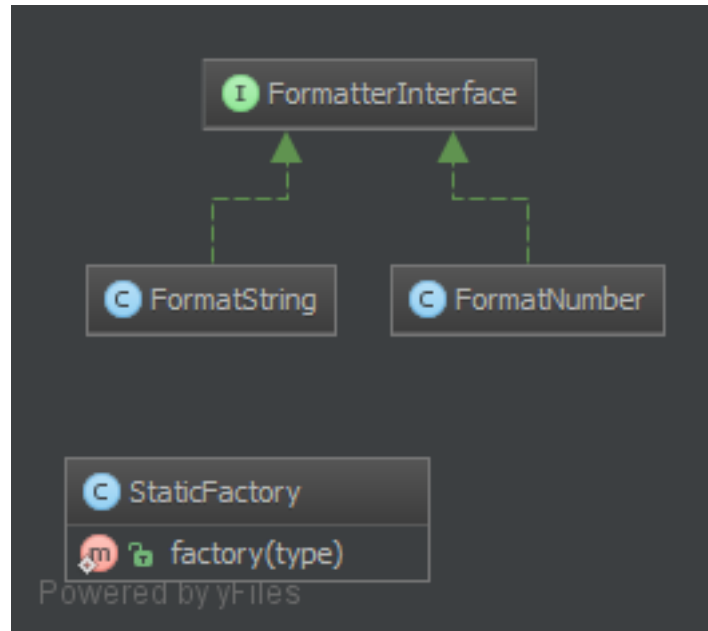 I FormatterInterface
C FormatString
C FormatNumber
C StaticFactory
m factory(type)
Powered by yFiles